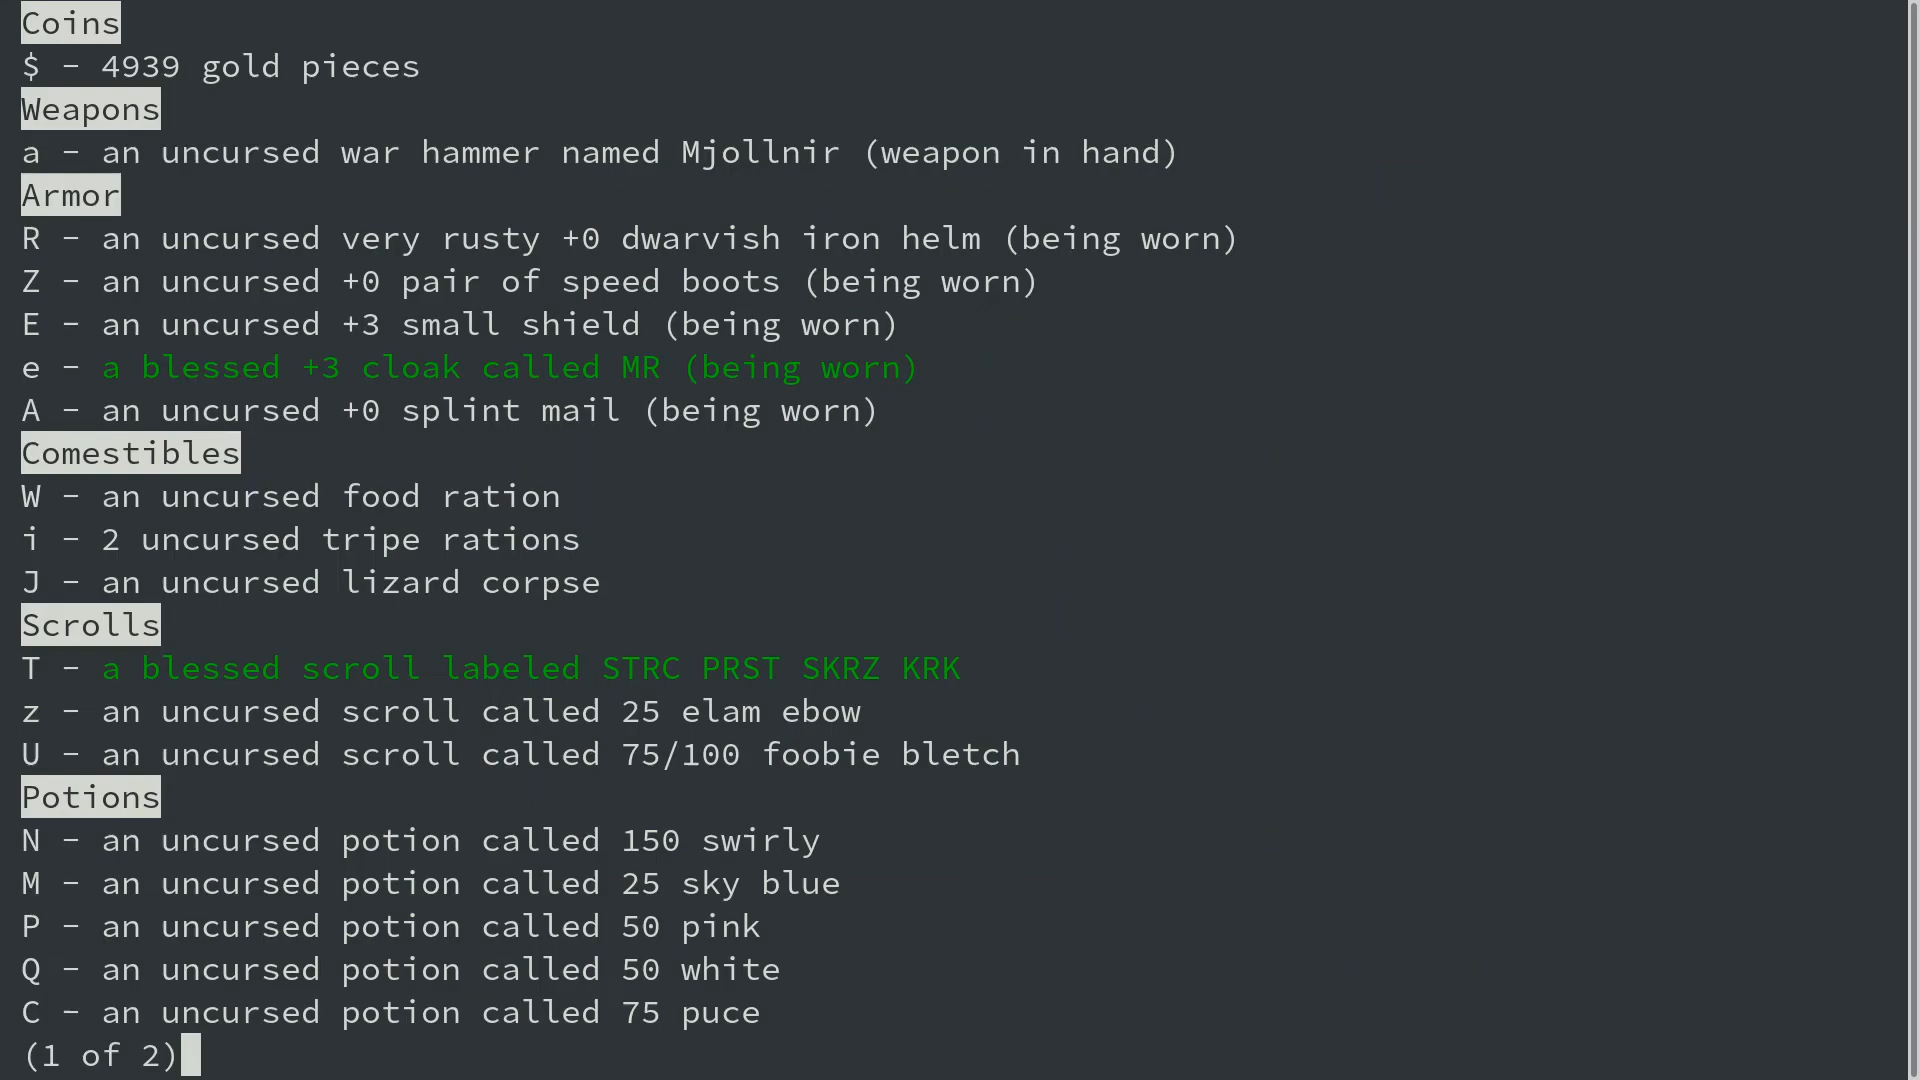 Coins
$ - 4939 gold pieces
Weapons
a - an uncursed war hammer named Mjollnir (weapon in hand)
Armor
R - an uncursed very rusty +0 dwarvish iron helm (being worn)
Z - an uncursed +0 pair of speed boots (being worn)
E - an uncursed +3 small shield (being worn)
e - a blessed +3 cloak called MR (being worn)
A - an uncursed +0 splint mail (being worn)
Comestibles
W - an uncursed food ration
i - 2 uncursed tripe rations
J - an uncursed lizard corpse
Scrolls
T - a blessed scroll labeled STRC PRST SKRZ KRK
z - an uncursed scroll called 25 elam ebow
U - an uncursed scroll called 75/100 foobie bletch
Potions
N - an uncursed potion called 150 swirly
M - an uncursed potion called 25 sky blue
P - an uncursed potion called 50 pink
Q - an uncursed potion called 50 white
C - an uncursed potion called 75 puce
(1 of 2)